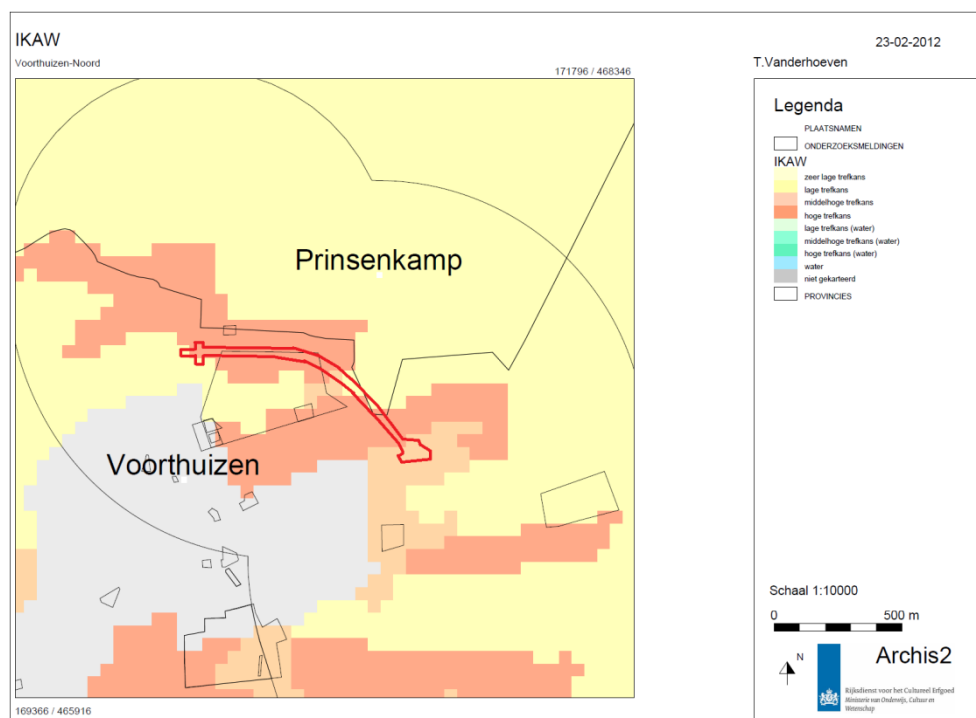 IKAW
23-02-2012
Voorthuizen-Noord
T.Vanderhoeven
171796 / 468346
Prinsenkamp
Voorthuizen
169366 / 465916
Legenda
PLAATSNAMEN
ONDERZOEKSMELDINGEN
IKAW
zeer lage trefkans
lage trefkans
middelhoge trefkans
hoge trefkans
lage trefkans (water)
middelhoge trefkans (water)
hoge trefkans (water)
water
niet gekarteerd
PROVINCIES
Schaal 1:10000
0 500 m
N
Archis2
Rijksdienst voor het Cultureel Erfgoed
Ministerie van Onderwijs, Cultuur en
Wetenschap